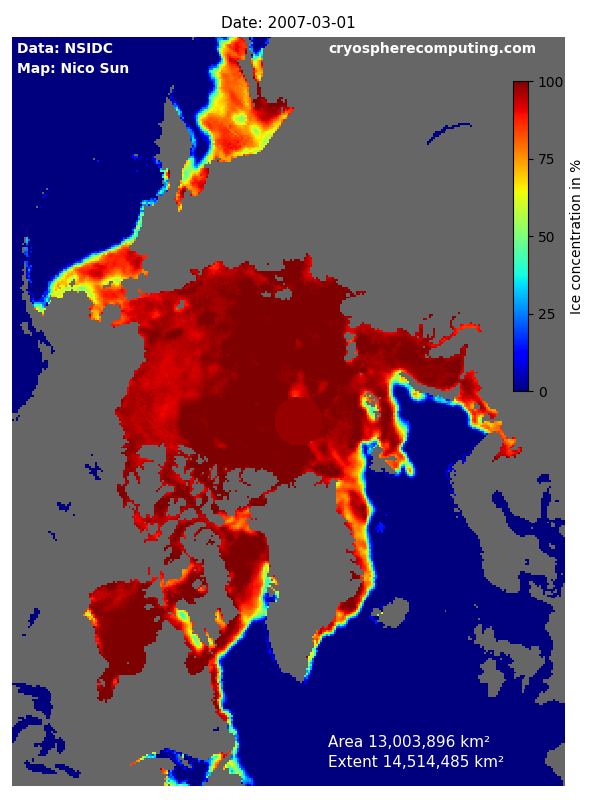 Date: 2007-03-01
Data: NSIDC
Map: Nico Sun
cryospherecomputing.com
100
75
50
25
0
Ice concentration in %
Area 13,003,896 km²
Extent 14,514,485 km²